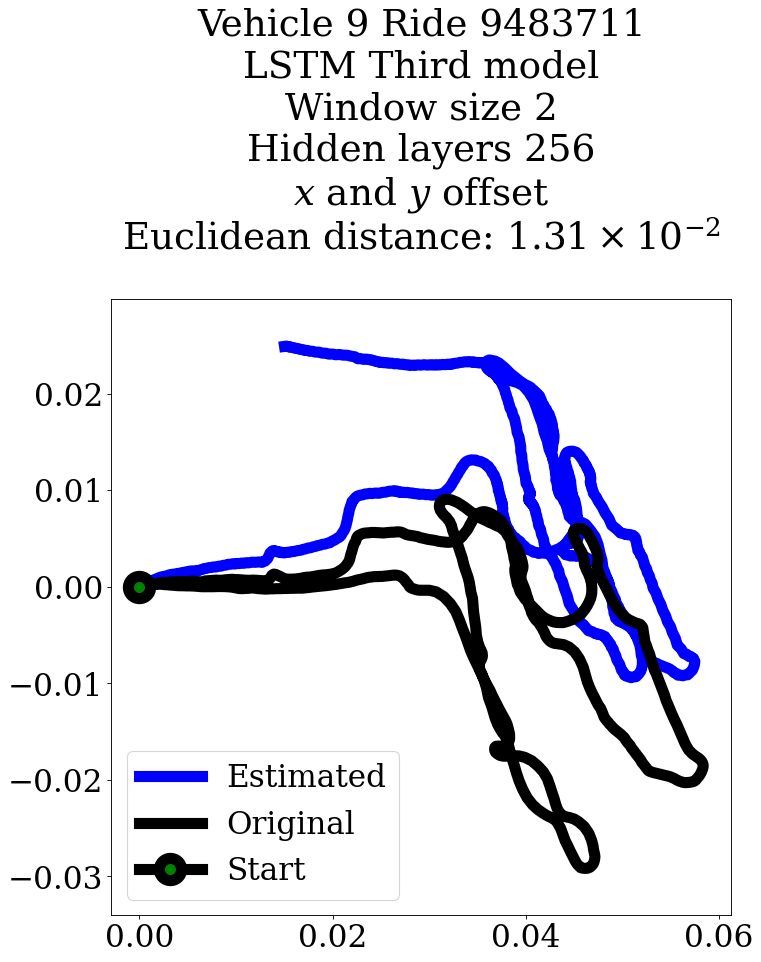 Vehicle 9 Ride 9483711
LSTM Third model
Window size 2
Hidden layers 256
x and y offset
Euclidean distance: 1.31 × 10⁻²
0.02
0.01
0.00
−0.01
−0.02
−0.03
Estimated
Original
Start
0.00 0.02 0.04 0.06